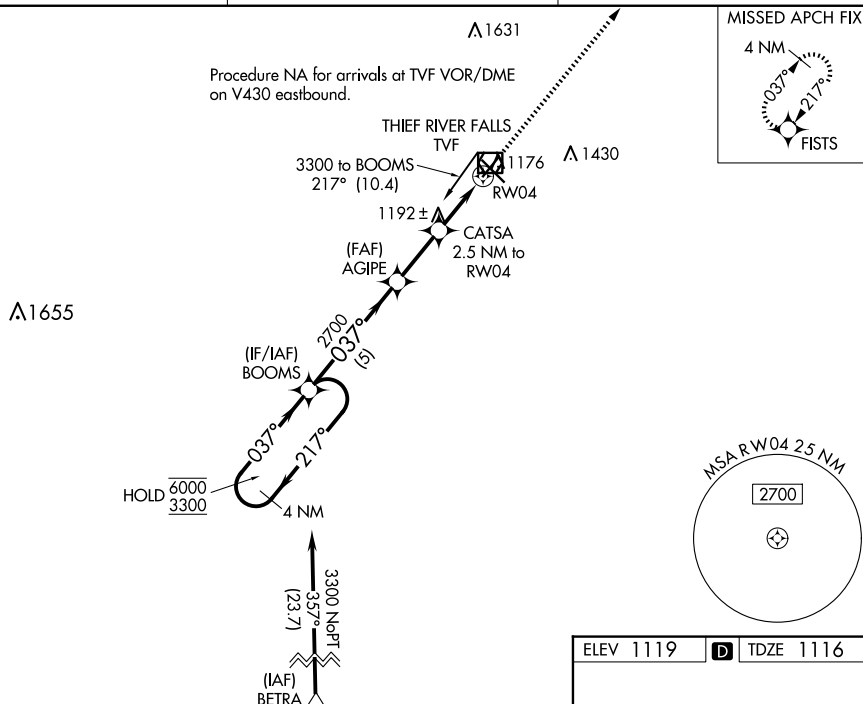 MISSED APCH FIX
4 NM
037°
217°
FISTS
1631
Procedure NA for arrivals at TVF VOR/DME
on V430 eastbound.
THIEF RIVER FALLS
TVF
1176
1430
3300 to BOOMS
217° (10.4)
RW04
1192 ±
CATSA
2.5 NM to
RW04
(FAF)
AGIPE
1655
2700
037°
(5)
(IF/IAF)
BOOMS
037°
217°
HOLD 6000
3300
4 NM
MSA RW04 25 NM
2700
3300 NoPT
357°
(23.7)
(IAF)
BETRA
ELEV 1119 D TDZE 1116